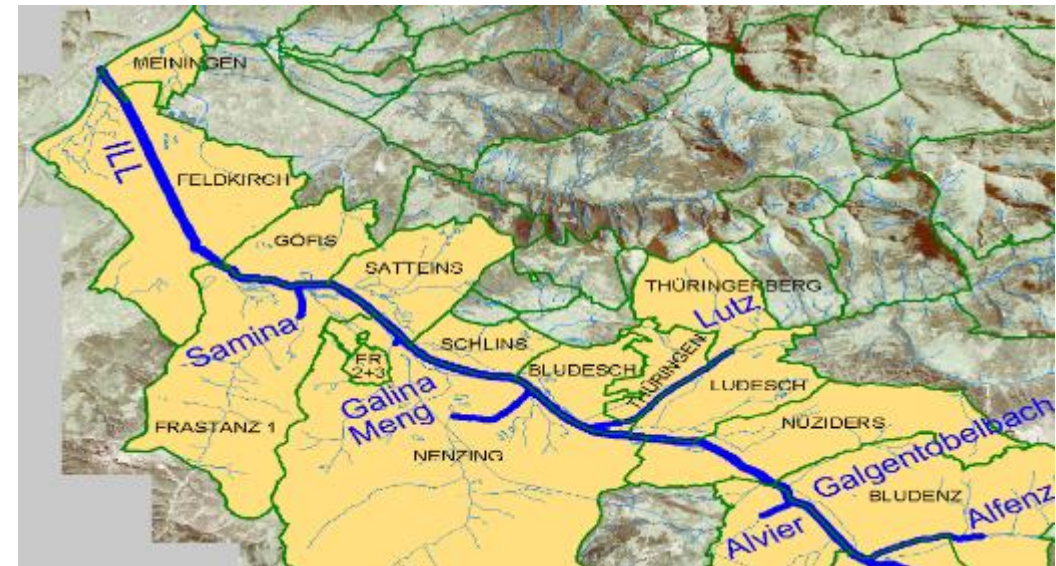 MEININGEN
ILL
FELDKIRCH
GÖFIS
SATTEINS
THÜRINGERBERG
Lutz
Samina
SCHLINS
FR
2+3
BLUDESCH
THÜRINGEN
LUDESCH
Galina
Meng
NÜZIDERS
FRASTANZ 1
NENZING
Galgentobelbach
BLUDENZ
Alvier
Alfenz